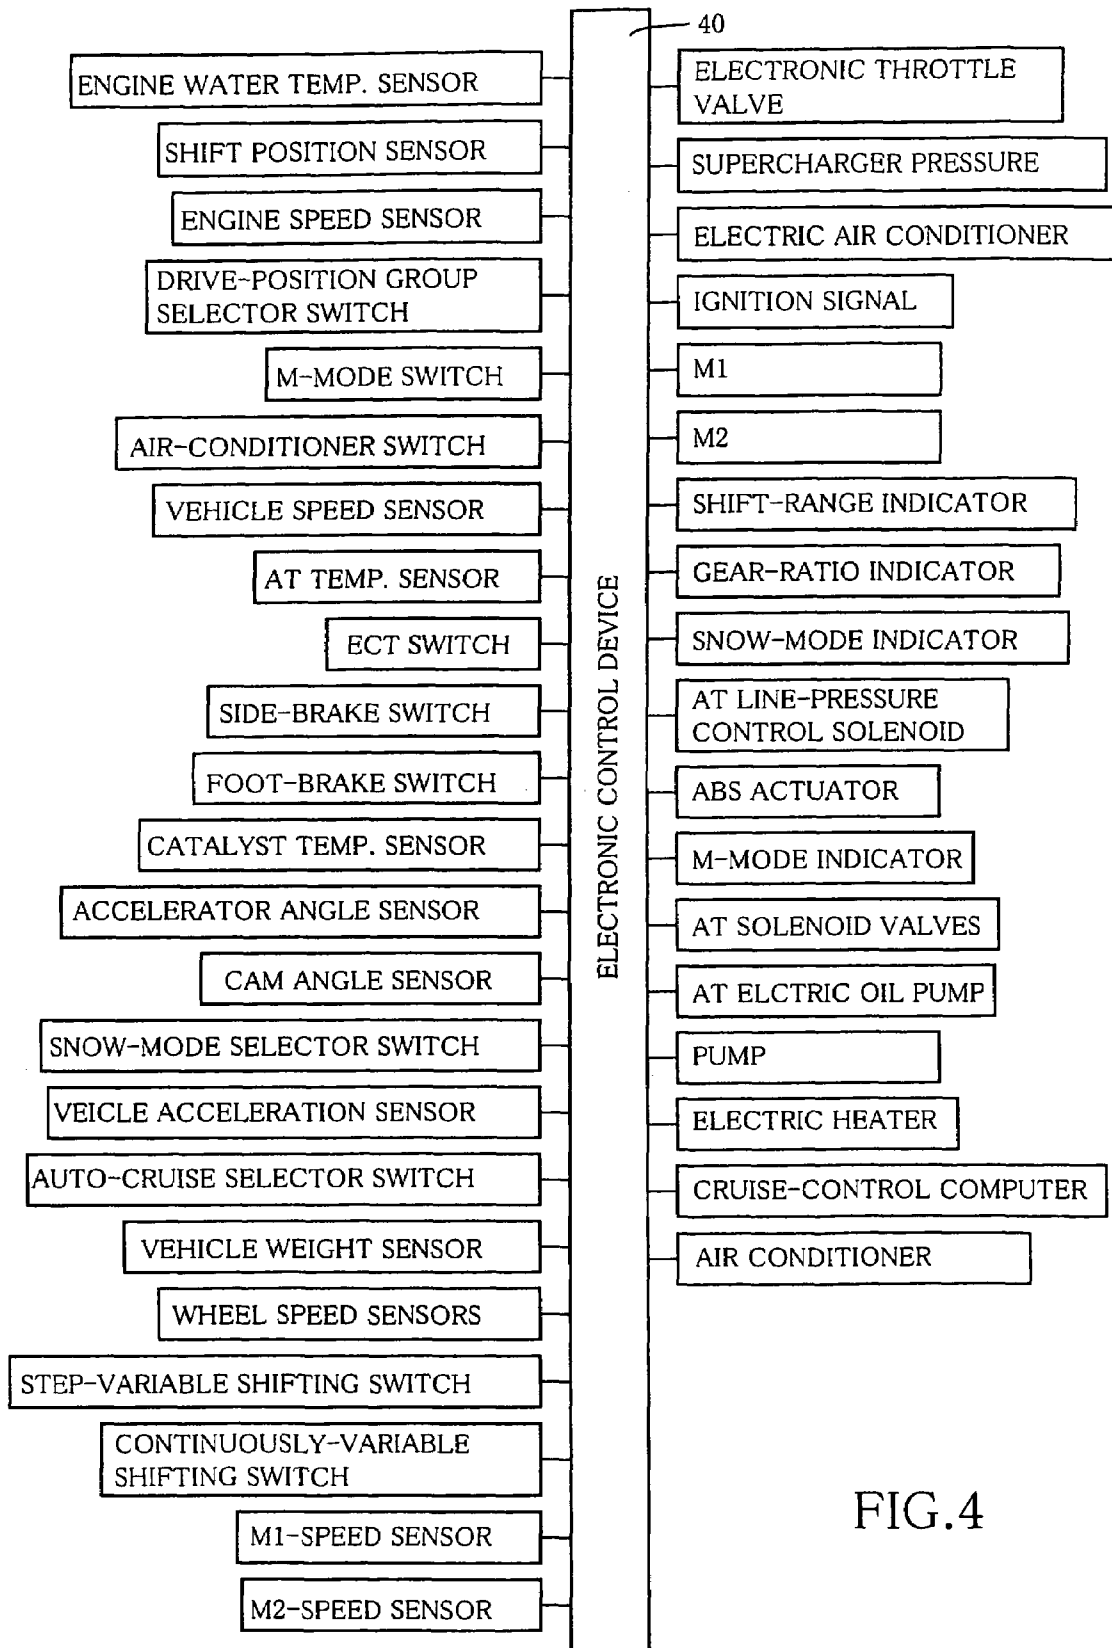 40
ENGINE WATER TEMP. SENSOR
SHIFT POSITION SENSOR
ENGINE SPEED SENSOR
DRIVE-POSITION GROUP
SELECTOR SWITCH
M-MODE SWITCH
AIR-CONDITIONER SWITCH
VEHICLE SPEED SENSOR
AT TEMP. SENSOR
ECT SWITCH
SIDE-BRAKE SWITCH
FOOT-BRAKE SWITCH
CATALYST TEMP. SENSOR
ACCELERATOR ANGLE SENSOR
CAM ANGLE SENSOR
SNOW-MODE SELECTOR SWITCH
VEICLE ACCELERATION SENSOR
AUTO-CRUISE SELECTOR SWITCH
VEHICLE WEIGHT SENSOR
WHEEL SPEED SENSORS
STEP-VARIABLE SHIFTING SWITCH
CONTINUOUSLY-VARIABLE
SHIFTING SWITCH
M1-SPEED SENSOR
M2-SPEED SENSOR
ELECTRONIC CONTROL DEVICE
ELECTRONIC THROTTLE
VALVE
SUPERCHARGER PRESSURE
ELECTRIC AIR CONDITIONER
IGNITION SIGNAL
M1
M2
SHIFT-RANGE INDICATOR
GEAR-RATIO INDICATOR
SNOW-MODE INDICATOR
AT LINE-PRESSURE
CONTROL SOLENOID
ABS ACTUATOR
M-MODE INDICATOR
AT SOLENOID VALVES
AT ELCTRIC OIL PUMP
PUMP
ELECTRIC HEATER
CRUISE-CONTROL COMPUTER
AIR CONDITIONER
FIG.4